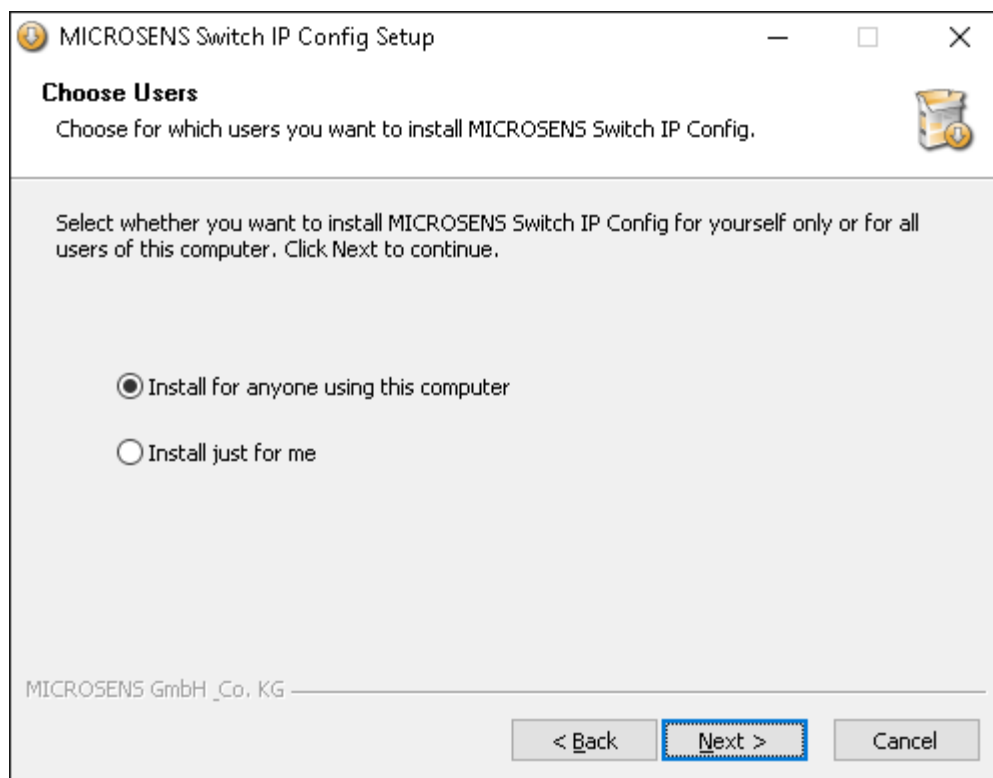 MICROSENS Switch IP Config Setup
Choose Users
Choose for which users you want to install MICROSENS Switch IP Config.
Select whether you want to install MICROSENS Switch IP Config for yourself only or for all
users of this computer. Click Next to continue.
Install for anyone using this computer
Install just for me
MICROSENS GmbH _Co. KG
< Back
Next >
Cancel